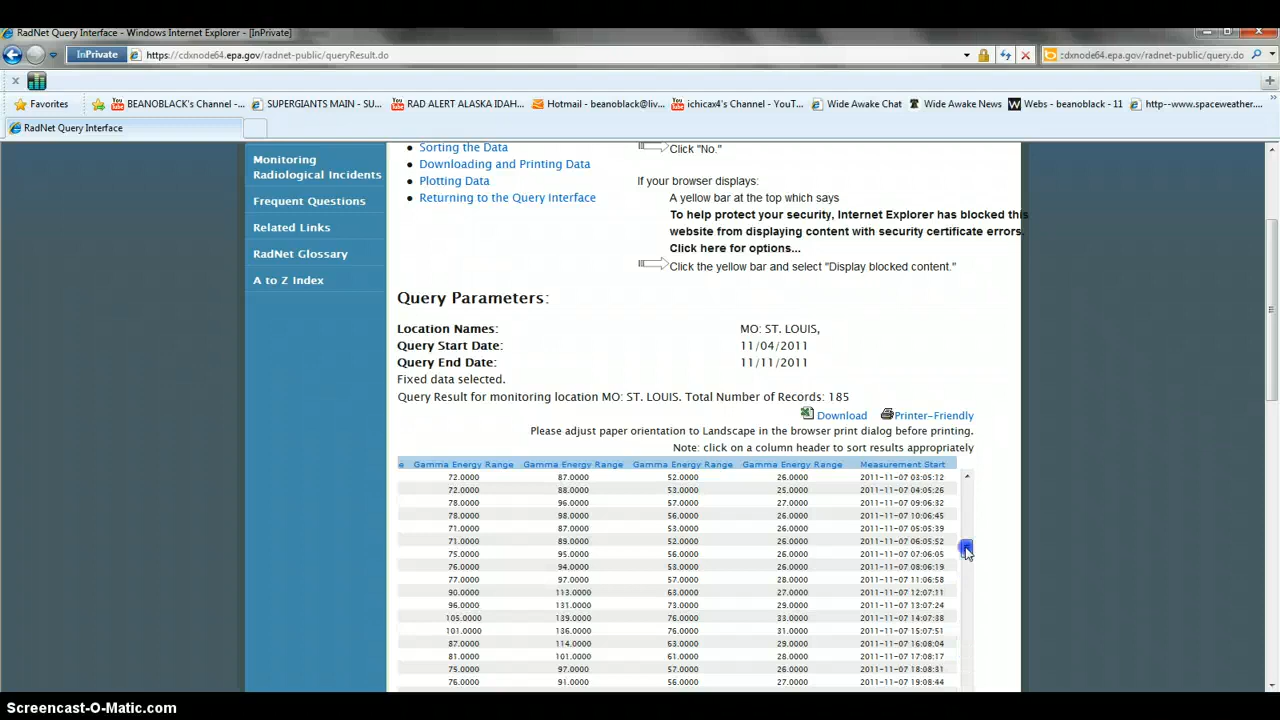 RadNet Query Interface - Windows Internet Explorer - [InPrivate]
InPrivate https://cdxnode64.epa.gov/radnet-public/queryResult.do cdxnode64.epa.gov/radnet-public/query.do
Favorites BEANOBLACK's Channel -... SUPERGIANTS MAIN - SU... RAD ALERT ALASKA IDAH... Hotmail - beanoblack@liv... ichicax4's Channel - YouT... Wide Awake Chat Wide Awake News Webs - beanoblack - 11 http--www.spaceweather....
RadNet Query Interface
Monitoring
Radiological Incidents
Frequent Questions
Related Links
RadNet Glossary
A to Z Index
Sorting the Data
Downloading and Printing Data
Plotting Data
Returning to the Query Interface
Click "No."
If your browser displays:
A yellow bar at the top which says
To help protect your security, Internet Explorer has blocked this
website from displaying content with security certificate errors.
Click here for options...
Click the yellow bar and select "Display blocked content."
Query Parameters:
Location Names: MO: ST. LOUIS,
Query Start Date: 11/04/2011
Query End Date: 11/11/2011
Fixed data selected.
Query Result for monitoring location MO: ST. LOUIS. Total Number of Records: 185
Download Printer-Friendly
Please adjust paper orientation to Landscape in the browser print dialog before printing.
Note: click on a column header to sort results appropriately
e Gamma Energy Range Gamma Energy Range Gamma Energy Range Gamma Energy Range Measurement Start
72.0000 87.0000 52.0000 26.0000 2011-11-07 03:05:12
72.0000 88.0000 53.0000 25.0000 2011-11-07 04:05:26
78.0000 96.0000 55.0000 27.0000 2011-11-07 09:06:32
78.0000 98.0000 56.0000 26.0000 2011-11-07 10:06:45
71.0000 87.0000 53.0000 26.0000 2011-11-07 05:05:39
71.0000 89.0000 52.0000 26.0000 2011-11-07 06:05:52
75.0000 95.0000 56.0000 26.0000 2011-11-07 07:06:05
76.0000 94.0000 58.0000 26.0000 2011-11-07 08:06:19
77.0000 97.0000 57.0000 28.0000 2011-11-07 11:06:58
90.0000 113.0000 63.0000 27.0000 2011-11-07 12:07:11
96.0000 131.0000 73.0000 29.0000 2011-11-07 13:07:24
105.0000 139.0000 76.0000 33.0000 2011-11-07 14:07:38
101.0000 136.0000 76.0000 31.0000 2011-11-07 15:07:51
87.0000 114.0000 63.0000 29.0000 2011-11-07 16:08:04
81.0000 101.0000 61.0000 28.0000 2011-11-07 17:08:17
75.0000 97.0000 57.0000 26.0000 2011-11-07 18:08:31
76.0000 91.0000 56.0000 27.0000 2011-11-07 19:08:44
Screencast-O-Matic.com